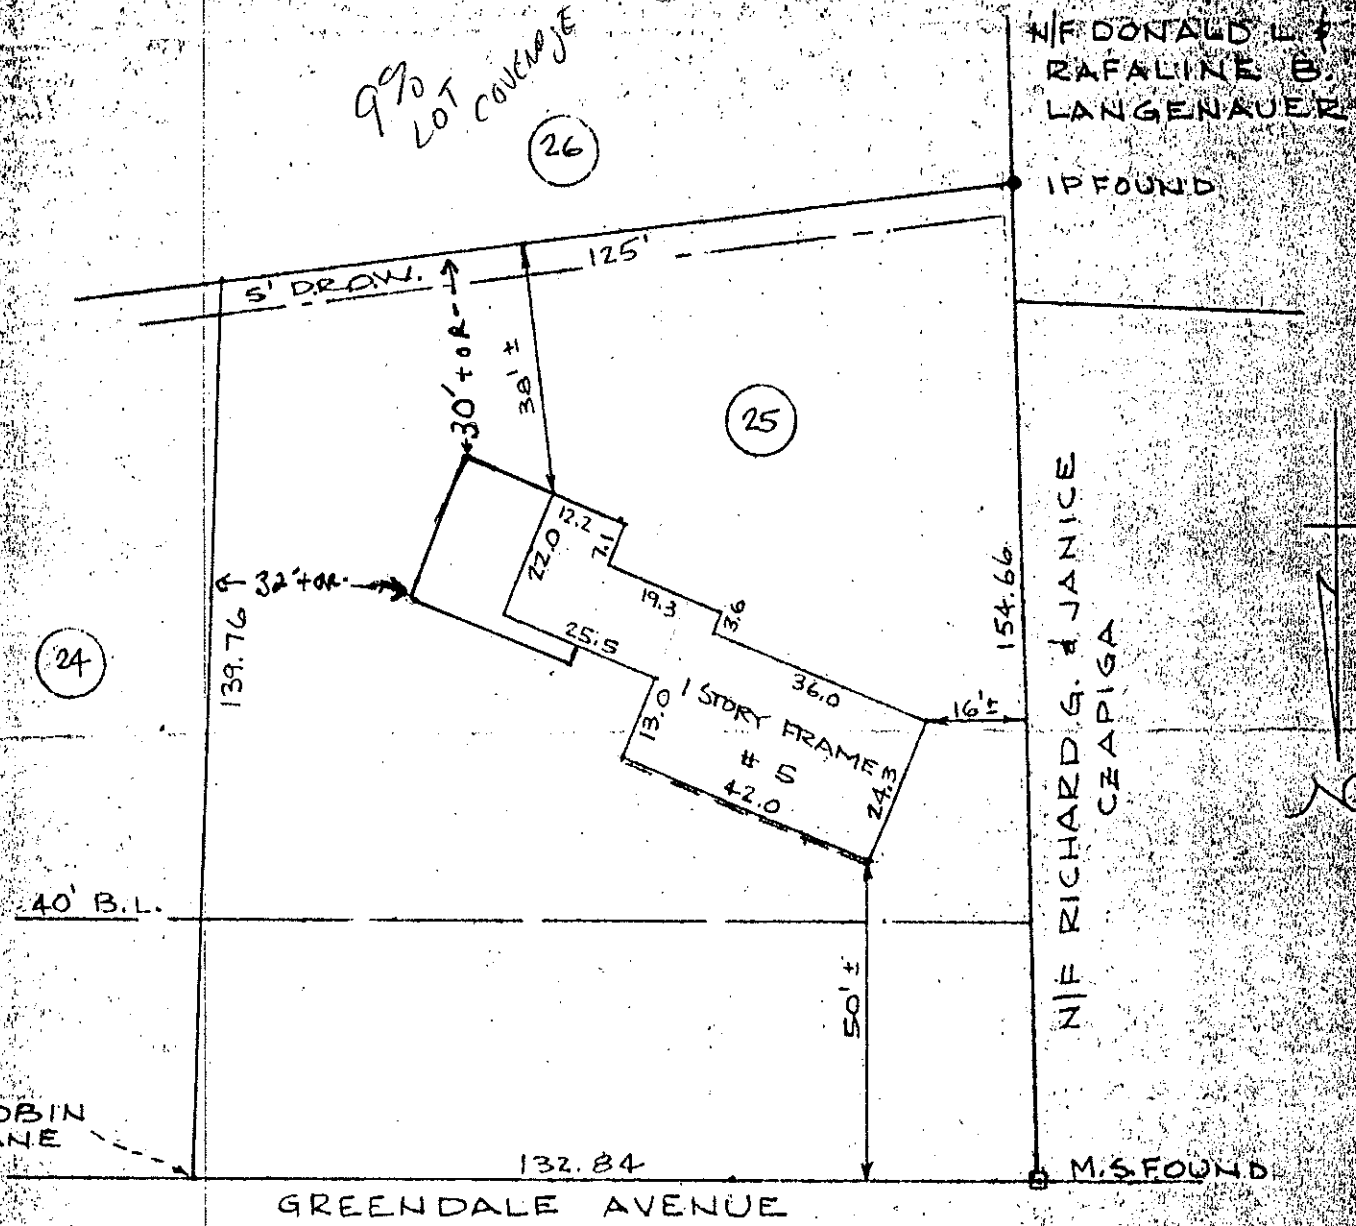 9%
LOT COVERAGE
26
N/F DONALD L. &
RAFALINE B.
LANGENAUER
IP FOUND
5' D.R.O.W.
125'
30' + OR -
38' ±
25
12.2
7.1
22.0
19.3
3.6
32' + OR -
25.5
36.0
16' ±
13.0
1 STORY FRAME
# 5
42.0
24.3
24
139.76
154.66
N/F RICHARD G. & JANICE
CZAPIGA
40' B.L.
50' ±
OBIN
ANE
132.84
M.S. FOUND
GREENDALE AVENUE